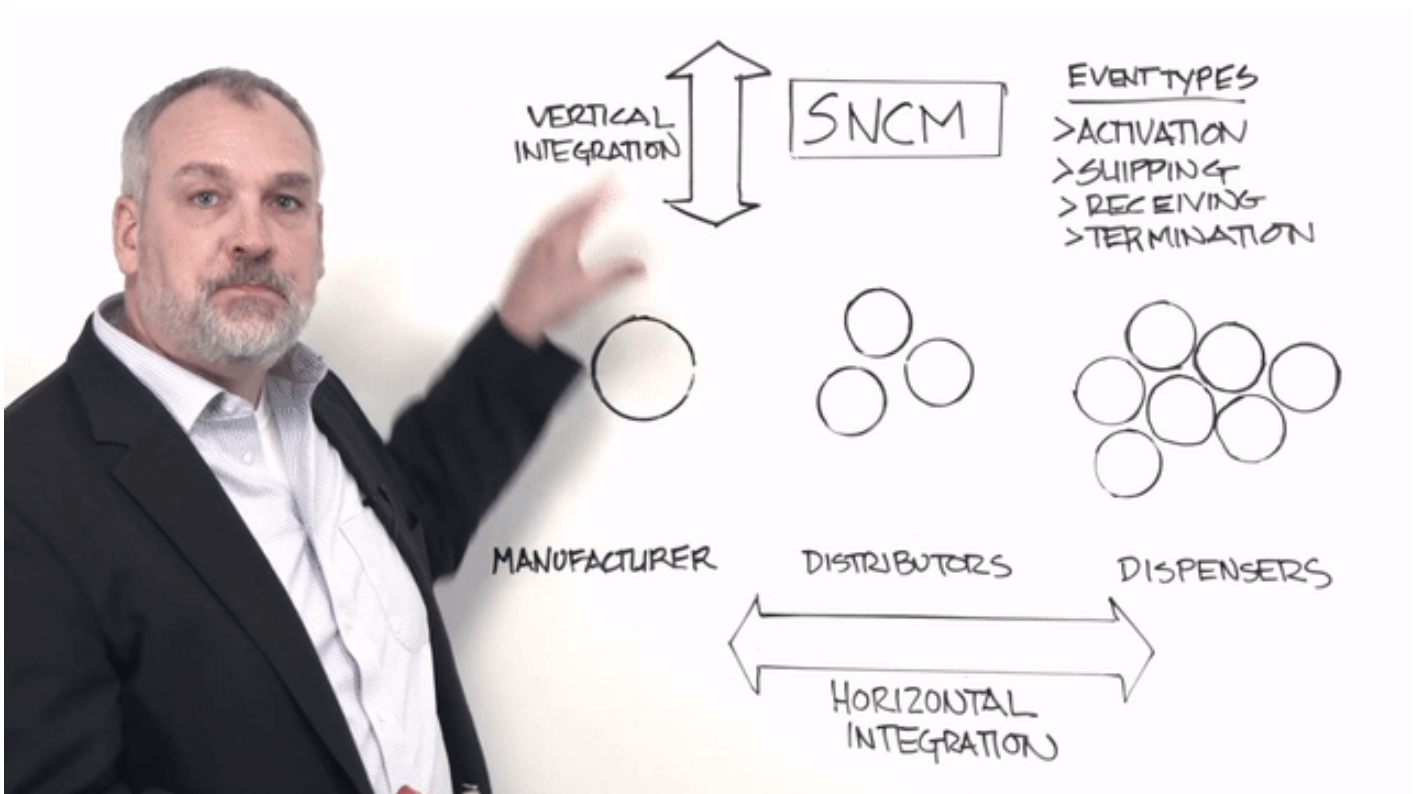 VERTICAL
INTEGRATION
SNCM
EVENT TYPES
>ACTIVATION
>SHIPPING
>RECEIVING
>TERMINATION
MANUFACTURER
DISTRIBUTORS
DISPENSERS
HORIZONTAL
INTEGRATION